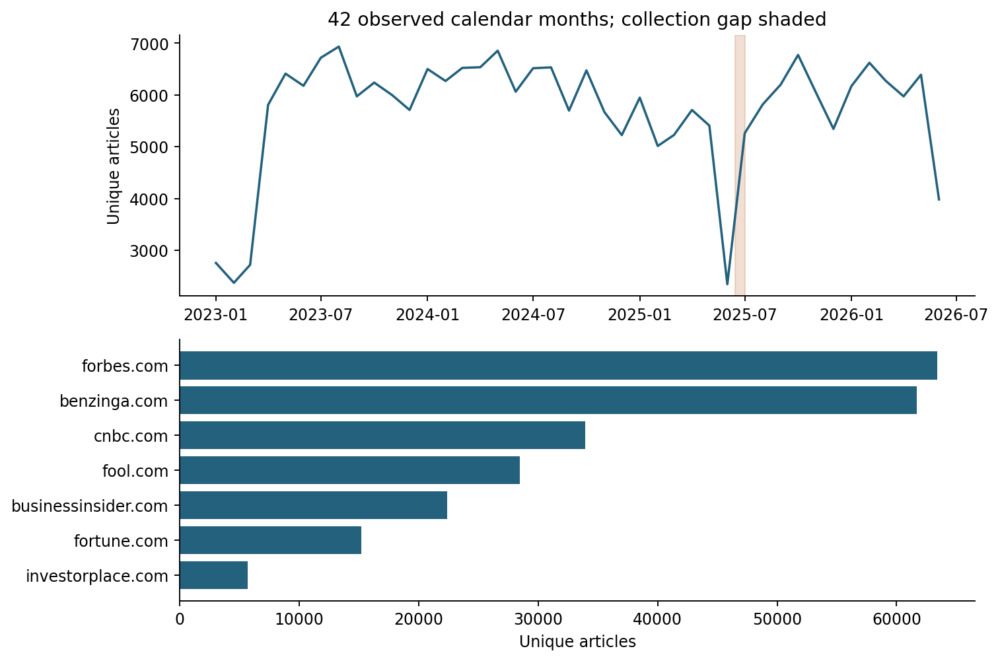 42 observed calendar months; collection gap shaded
Unique articles
7000
6000
5000
4000
3000
2023-01 2023-07 2024-01 2024-07 2025-01 2025-07 2026-01 2026-07
forbes.com
benzinga.com
cnbc.com
fool.com
businessinsider.com
fortune.com
investorplace.com
0 10000 20000 30000 40000 50000 60000
Unique articles